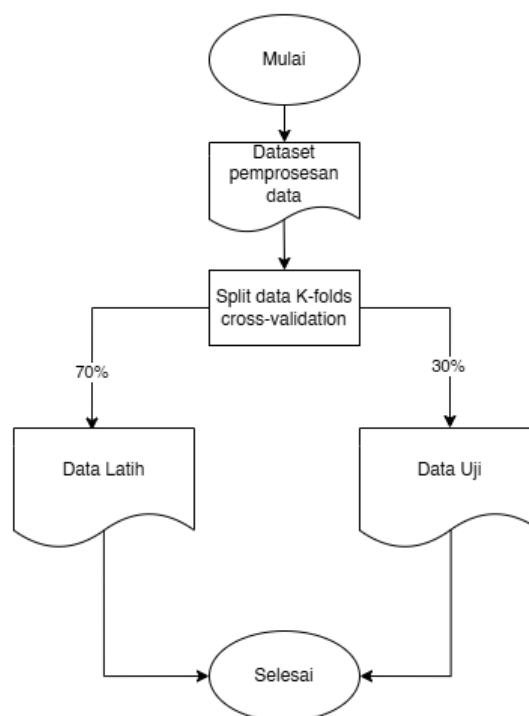 Mulai
Dataset
pemprosesan
data
Split data K-folds
cross-validation
70%
30%
Data Latih
Data Uji
Selesai